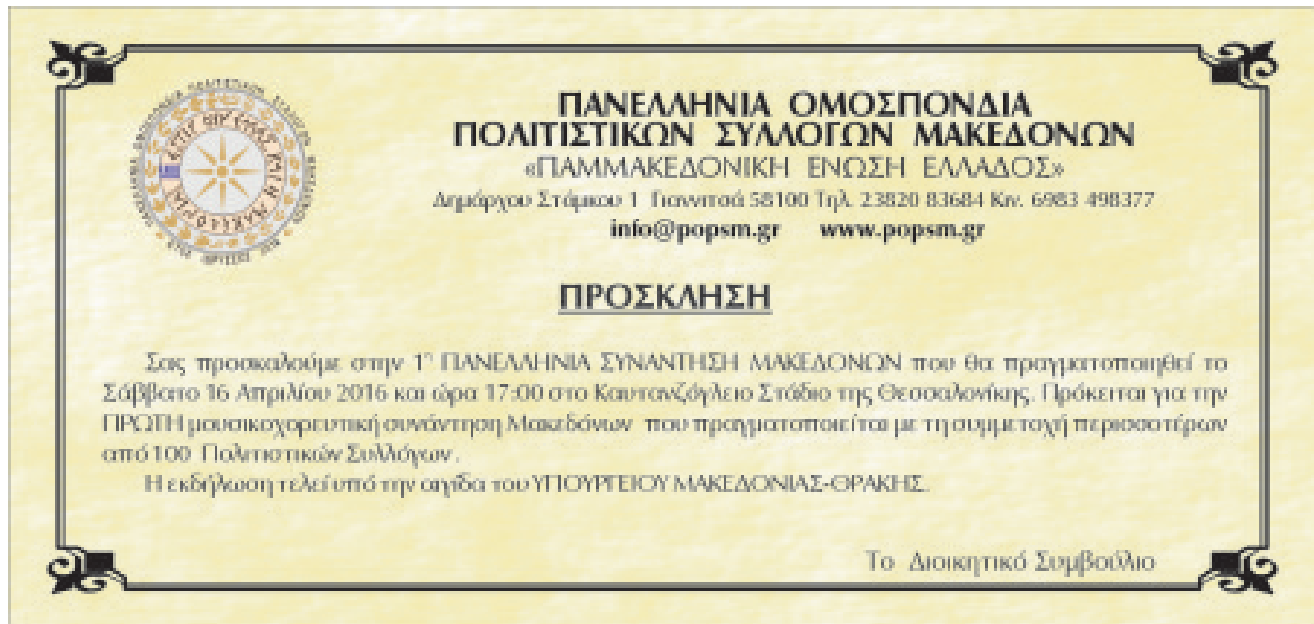 ΠΑΝΕΛΛΗΝΙΑ ΟΜΟΣΠΟΝΔΙΑ
ΠΟΛΙΤΙΣΤΙΚΩΝ ΣΥΛΛΟΓΩΝ ΜΑΚΕΔΟΝΩΝ
«ΠΑΜΜΑΚΕΔΟΝΙΚΗ ΕΝΩΣΗ ΕΛΛΑΔΟΣ»
Δημάρχου Στάμκου 1 Γιαννιτσά 58100 Τηλ. 23820 83684 Κιν. 6983 498377
info@popsm.gr www.popsm.gr
ΠΡΟΣΚΛΗΣΗ
Σας προσκαλούμε στην 1η ΠΑΝΕΛΛΗΝΙΑ ΣΥΝΑΝΤΗΣΗ ΜΑΚΕΔΟΝΩΝ που θα πραγματοποιηθεί το
Σάββατο 16 Απριλίου 2016 και ώρα 17:00 στο Καυτανζόγλειο Στάδιο της Θεσσαλονίκης. Πρόκειται για την
ΠΡΩΤΗ μουσικοχορευτική συνάντηση Μακεδόνων που πραγματοποιείται με τη συμμετοχή περισσοτέρων
από 100 Πολιτιστικών Συλλόγων.
Η εκδήλωση τελεί υπό την αιγίδα του ΥΠΟΥΡΓΕΙΟΥ ΜΑΚΕΔΟΝΙΑΣ-ΘΡΑΚΗΣ.
Το Διοικητικό Συμβούλιο